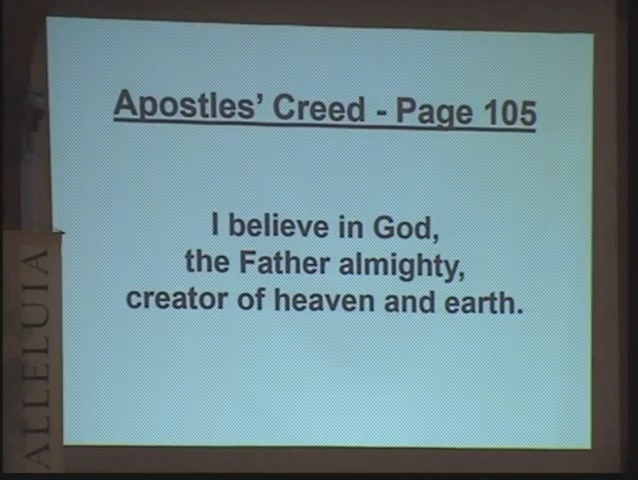 Apostles' Creed - Page 105
I believe in God,
the Father almighty,
creator of heaven and earth.
ALLELUIA